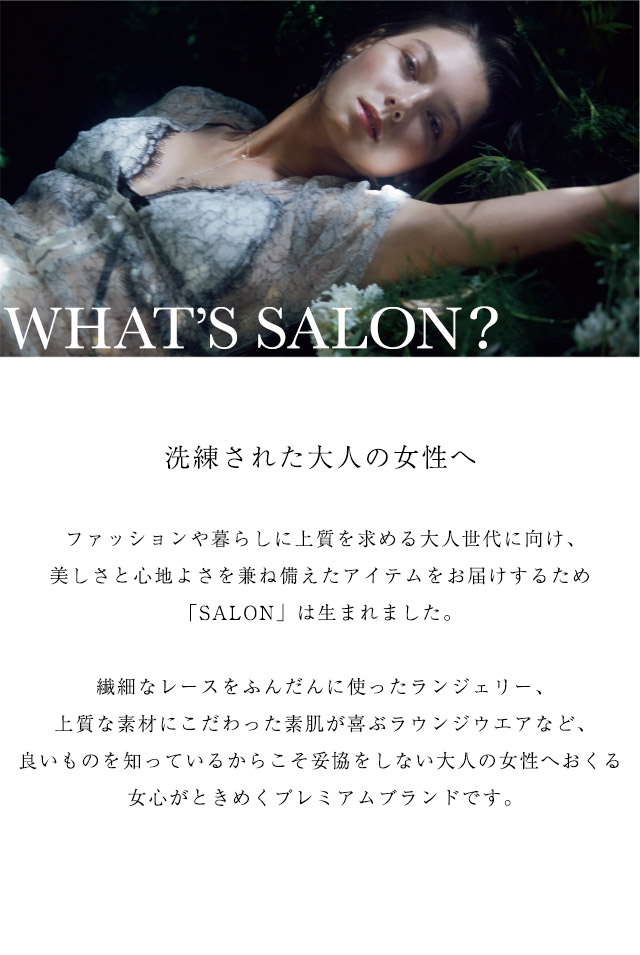 WHAT'S SALON?
洗練された大人の女性へ
ファッションや暮らしに上質を求める大人世代に向け、
美しさと心地よさを兼ね備えたアイテムをお届けするため
「SALON」は生まれました。
繊細なレースをふんだんに使ったランジェリー、
上質な素材にこだわった素肌が喜ぶラウンジウエアなど、
良いものを知っているからこそ妥協をしない大人の女性へおくる
女心がときめくプレミアムブランドです。